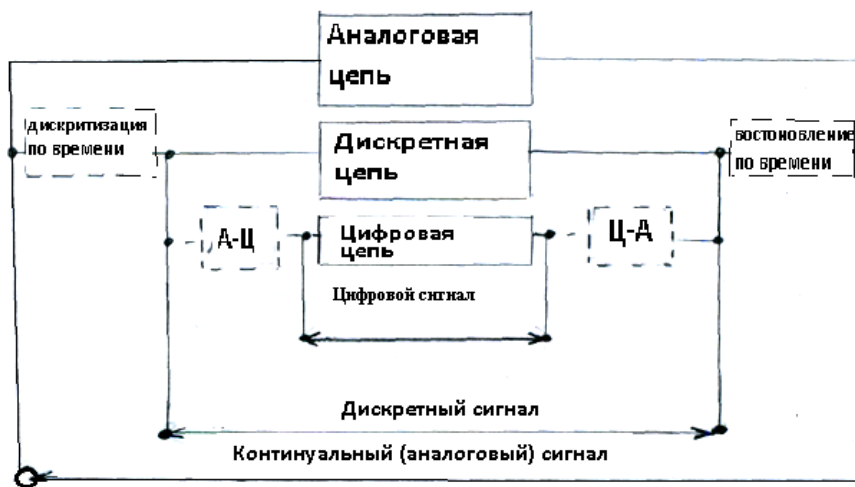 Аналоговая
цепь
дискритизация
по времени
Дискретная
цепь
востоновление
по времени
А-Ц
Цифровая
цепь
Ц-Д
Цифровой сигнал
Дискретный сигнал
Континуальный (аналоговый) сигнал